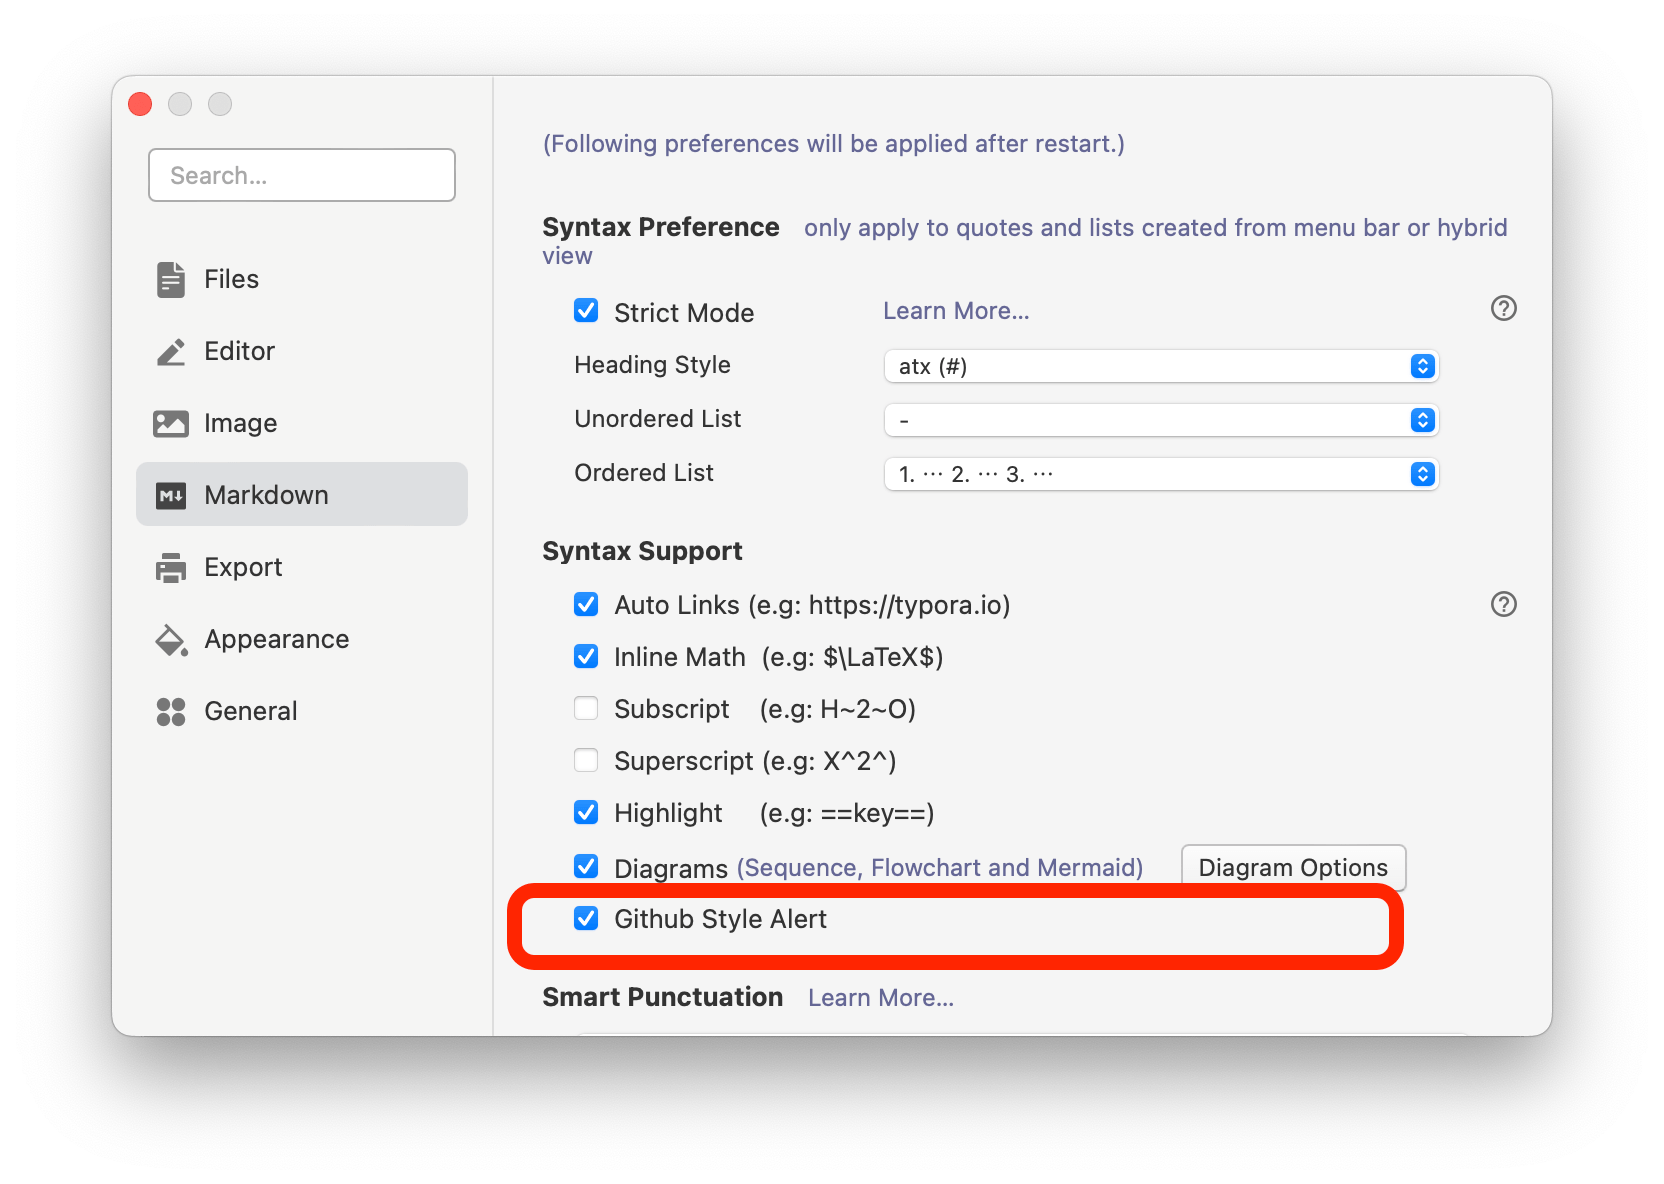 Search...
Files
Editor
Image
M↓ Markdown
Export
Appearance
General
(Following preferences will be applied after restart.)
Syntax Preference only apply to quotes and lists created from menu bar or hybrid
view
Strict Mode Learn More... ?
Heading Style atx (#)
Unordered List -
Ordered List 1. ··· 2. ··· 3. ···
Syntax Support
Auto Links (e.g: https://typora.io) ?
Inline Math (e.g: $\LaTeX$)
Subscript (e.g: H~2~O)
Superscript (e.g: X^2^)
Highlight (e.g: ==key==)
Diagrams (Sequence, Flowchart and Mermaid) Diagram Options
Github Style Alert
Smart Punctuation Learn More...